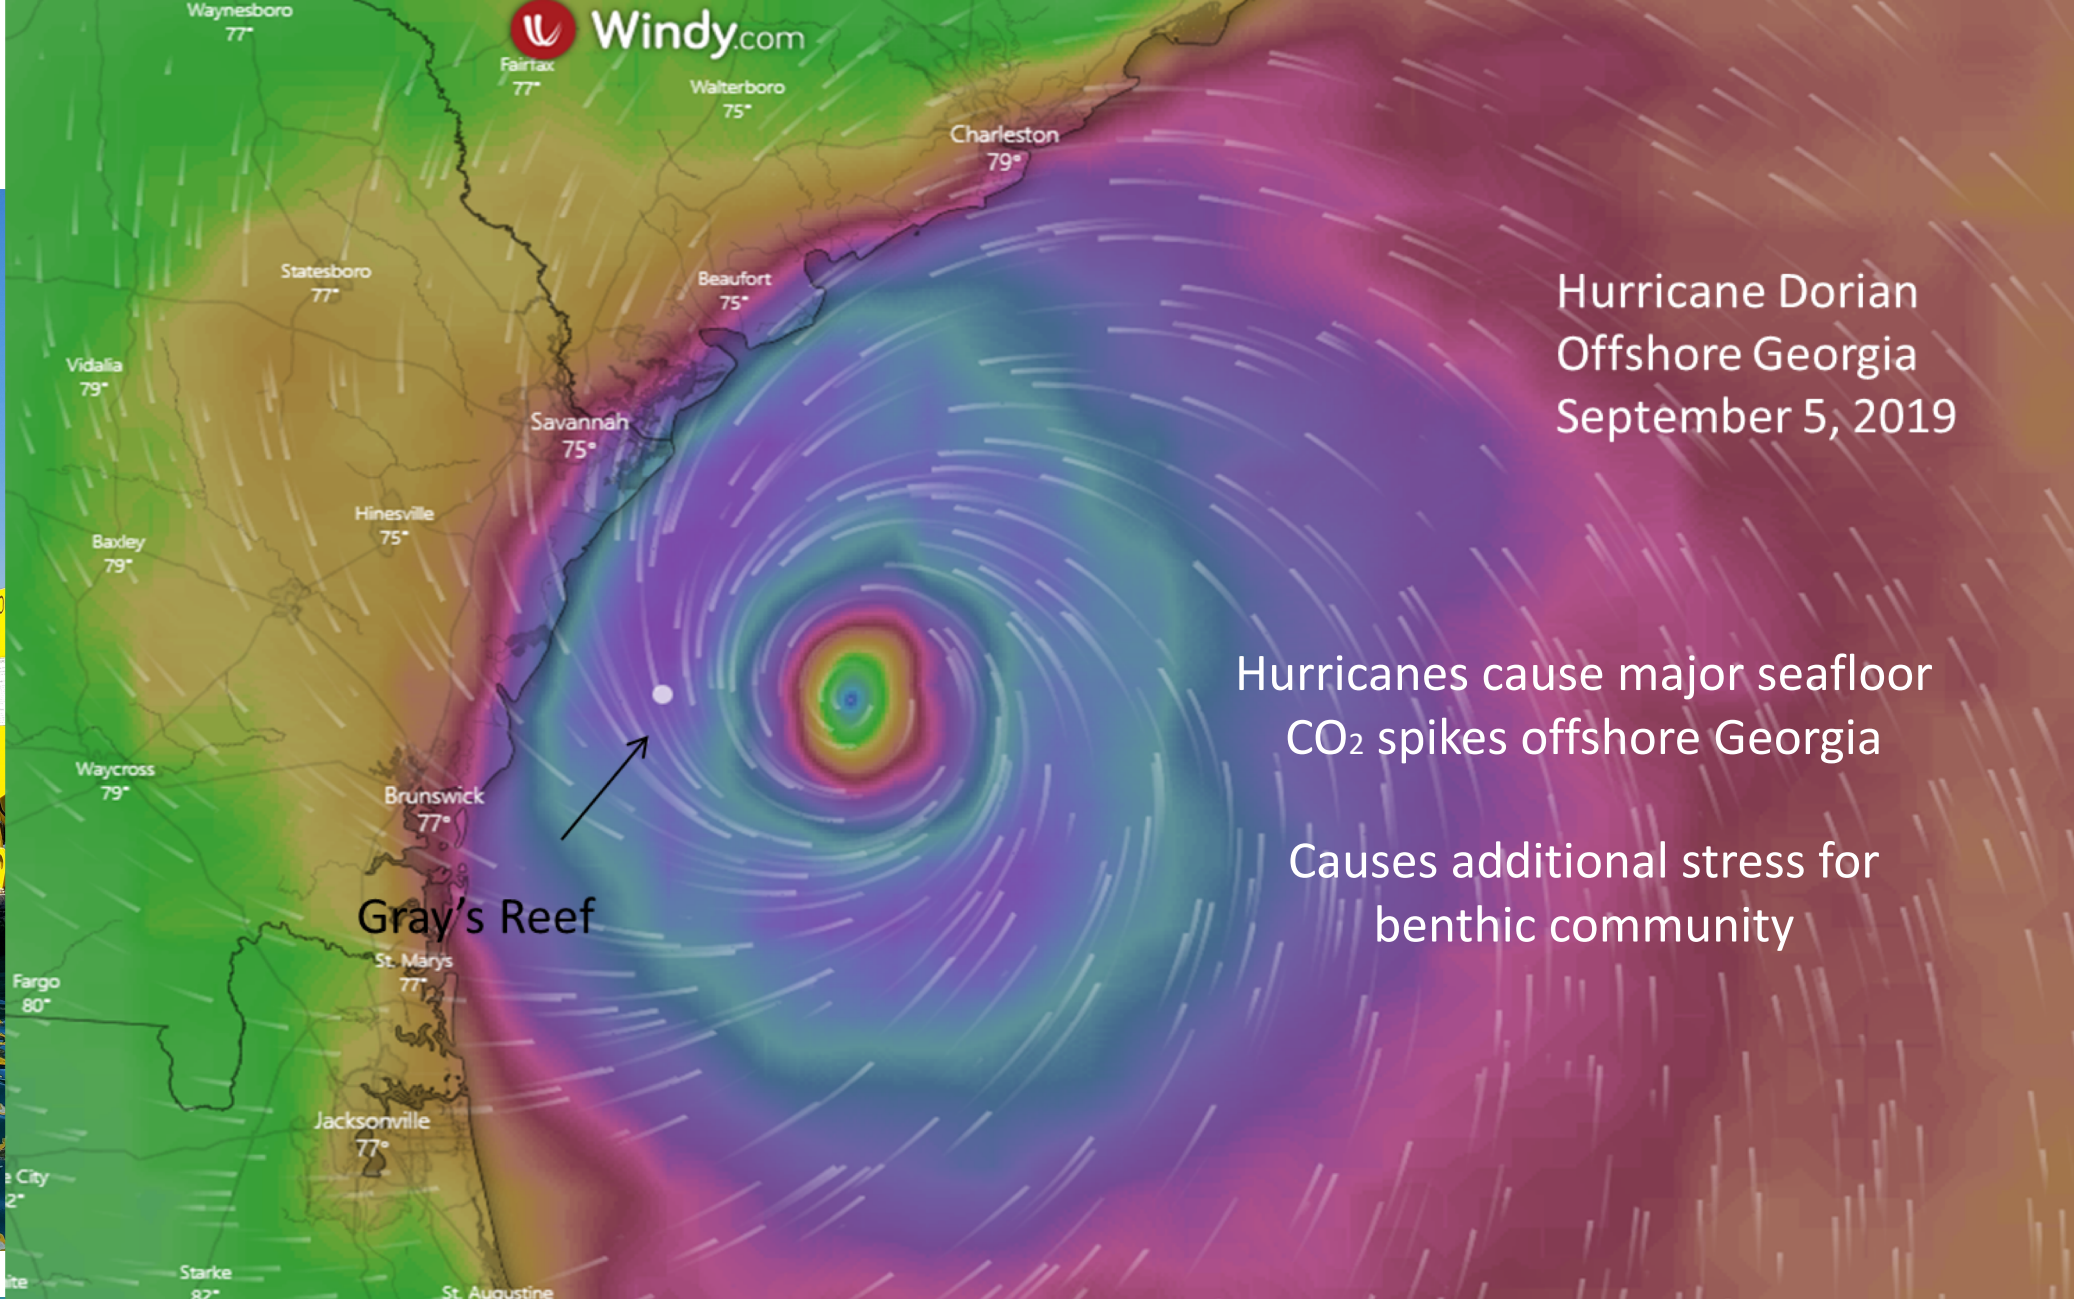 Waynesboro
77°
Windy.com
Fairfax
77°
Walterboro
75°
Charleston
79°
Statesboro
77°
Beaufort
75°
Hurricane Dorian
Offshore Georgia
September 5, 2019
Vidalia
79°
Savannah
75°
Hinesville
75°
Baxley
79°
Hurricanes cause major seafloor
CO₂ spikes offshore Georgia
Waycross
79°
Brunswick
77°
Causes additional stress for
benthic community
Gray's Reef
St. Marys
77°
Fargo
80°
Jacksonville
77°
City
2°
Starke
82°
St. Augustine